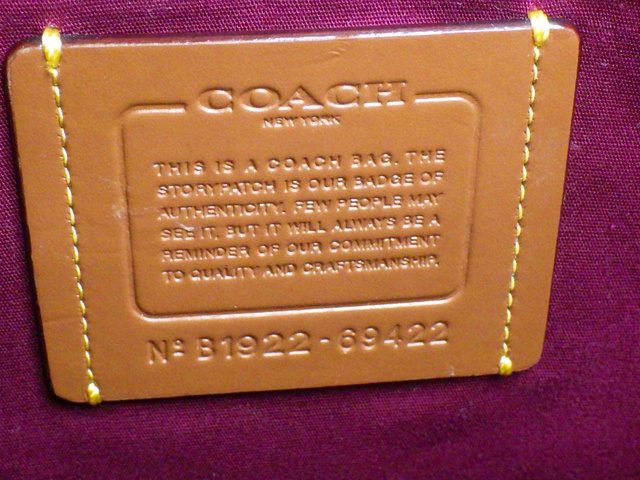 COACH
NEW YORK
THIS IS A COACH BAG. THE
STORYPATCH IS OUR BADGE OF
AUTHENTICITY. FEW PEOPLE MAY
SEE IT. BUT IT WILL ALWAYS BE A
REMINDER OF OUR COMMITMENT
TO QUALITY AND CRAFTSMANSHIP.
Nº B1922-69422